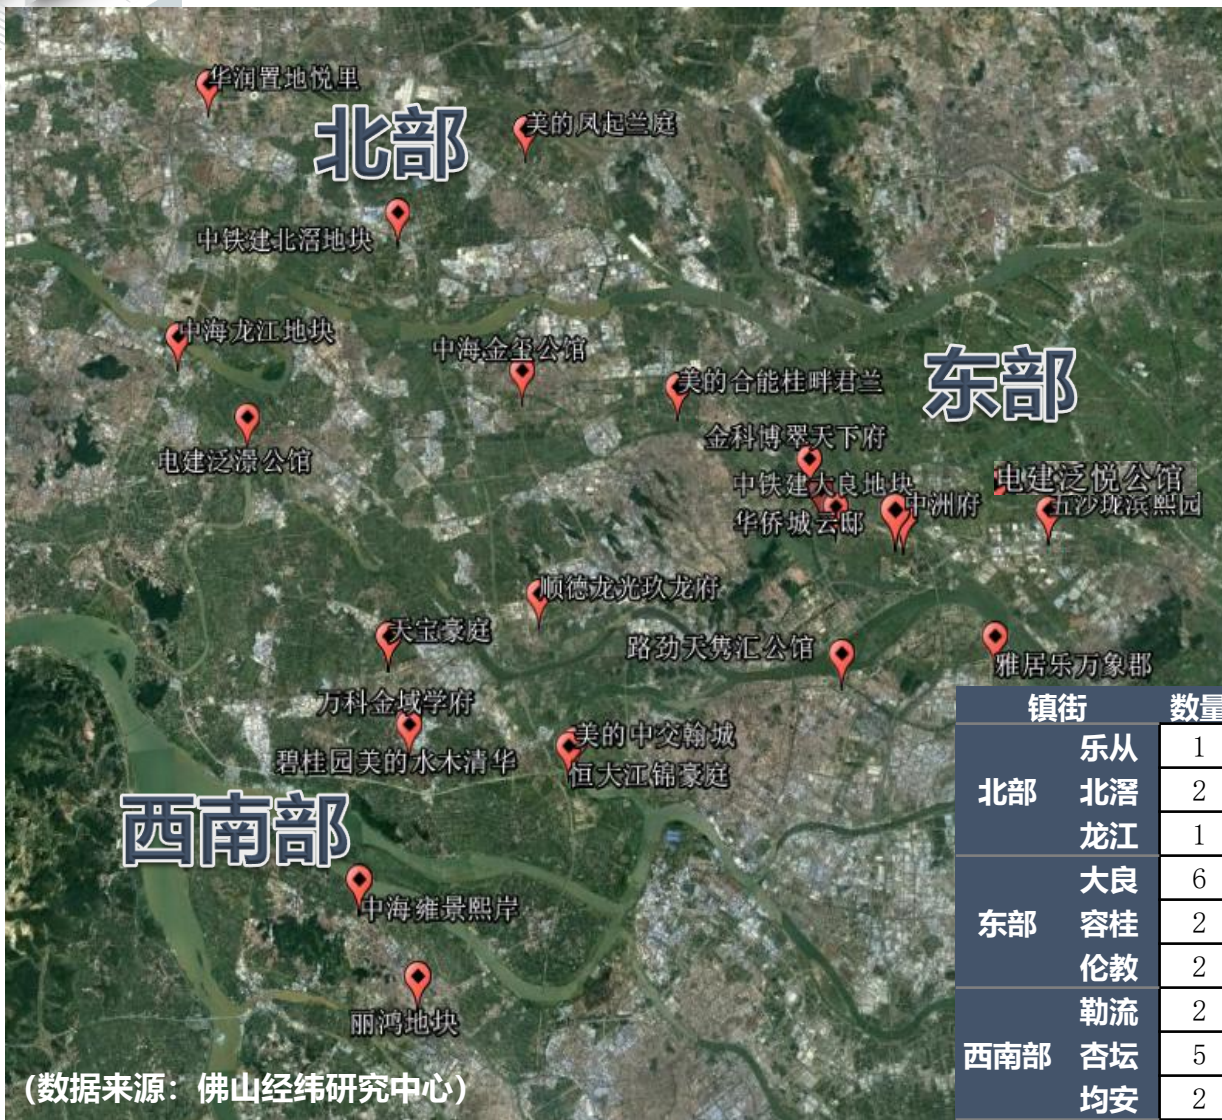 华润置地悦里
北部
美的凤起兰庭
中铁建北滘地块
中海龙江地块
中海金玺公馆
东部
美的合能桂畔君兰
金科博翠天下府
电建泛澋公馆
中铁建大良地块
电建泛悦公馆
华侨城云邸
中洲府
五沙珑浜熙园
顺德龙光玖龙府
天宝豪庭
路劲天隽汇公馆
雅居乐万象郡
万科金域学府
美的中交翰城
碧桂园美的水木清华
恒大江锦豪庭
西南部
中海雍景熙岸
丽鸿地块
(数据来源：佛山经纬研究中心)
镇街 数量
北部 乐从 1
北滘 2
龙江 1
东部 大良 6
容桂 2
伦教 2
西南部 勒流 2
杏坛 5
均安 2